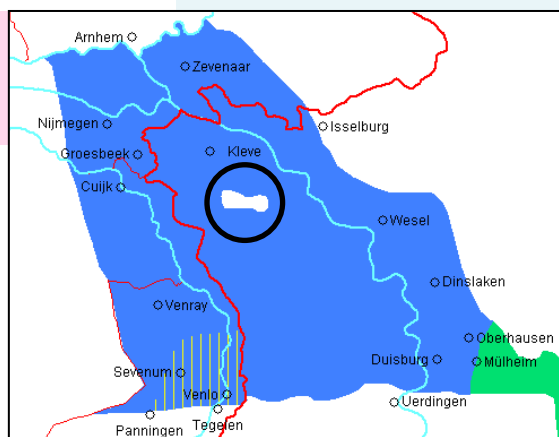 Arnhem
Zevenaar
Nijmegen
Isselburg
Groesbeek
Kleve
Cuijk
Wesel
Dinslaken
Venray
Oberhausen
Duisburg
Mülheim
Sevenum
Venlo
Uerdingen
Panningen
Tegelen